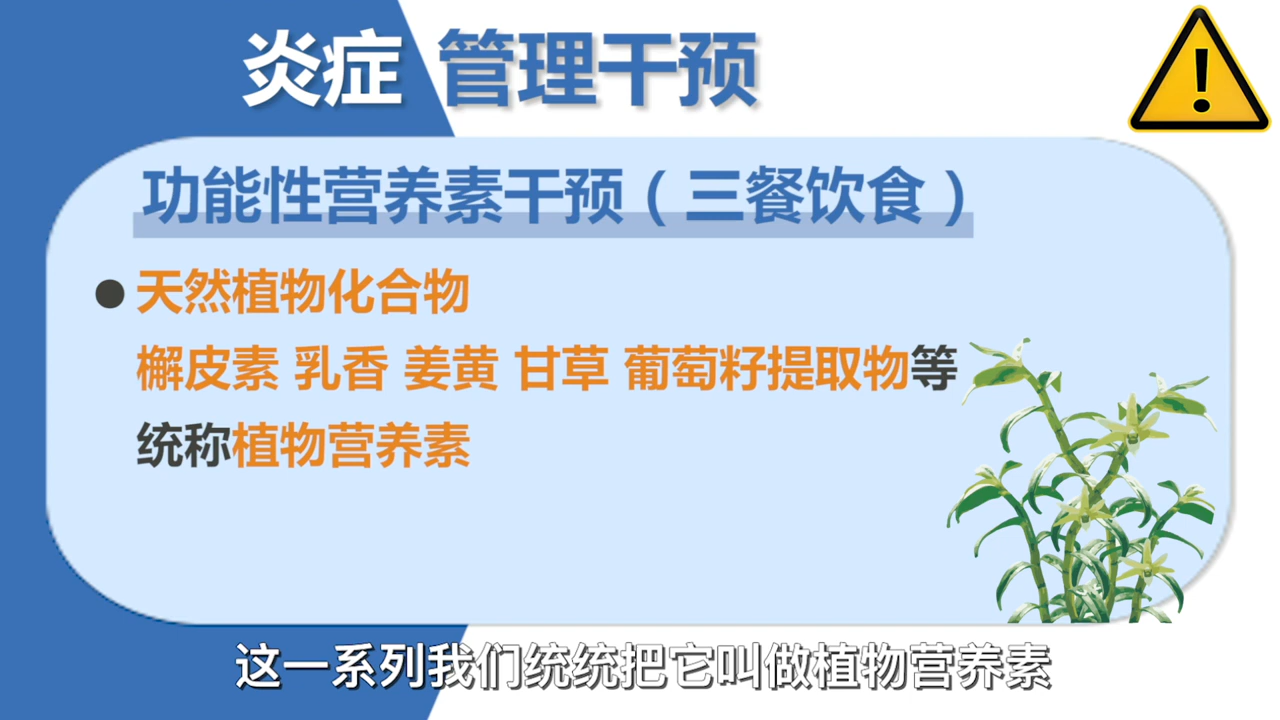 炎症 管理干预
功能性营养素干预（三餐饮食）
天然植物化合物
槲皮素 乳香 姜黄 甘草 葡萄籽提取物等
统称植物营养素
这一系列我们统统把它叫做植物营养素